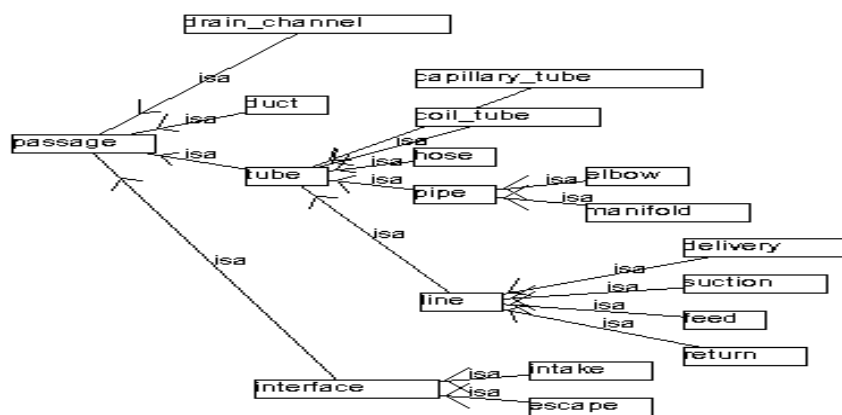 drain_channel
isa
capillary_tube
duct
isa
coil_tube
passage
isa
isa
hose
isa
tube
isa
pipe
isa
elbow
isa
manifold
isa
delivery
isa
isa
suction
isa
line
isa
feed
isa
return
interface
isa
intake
isa
escape